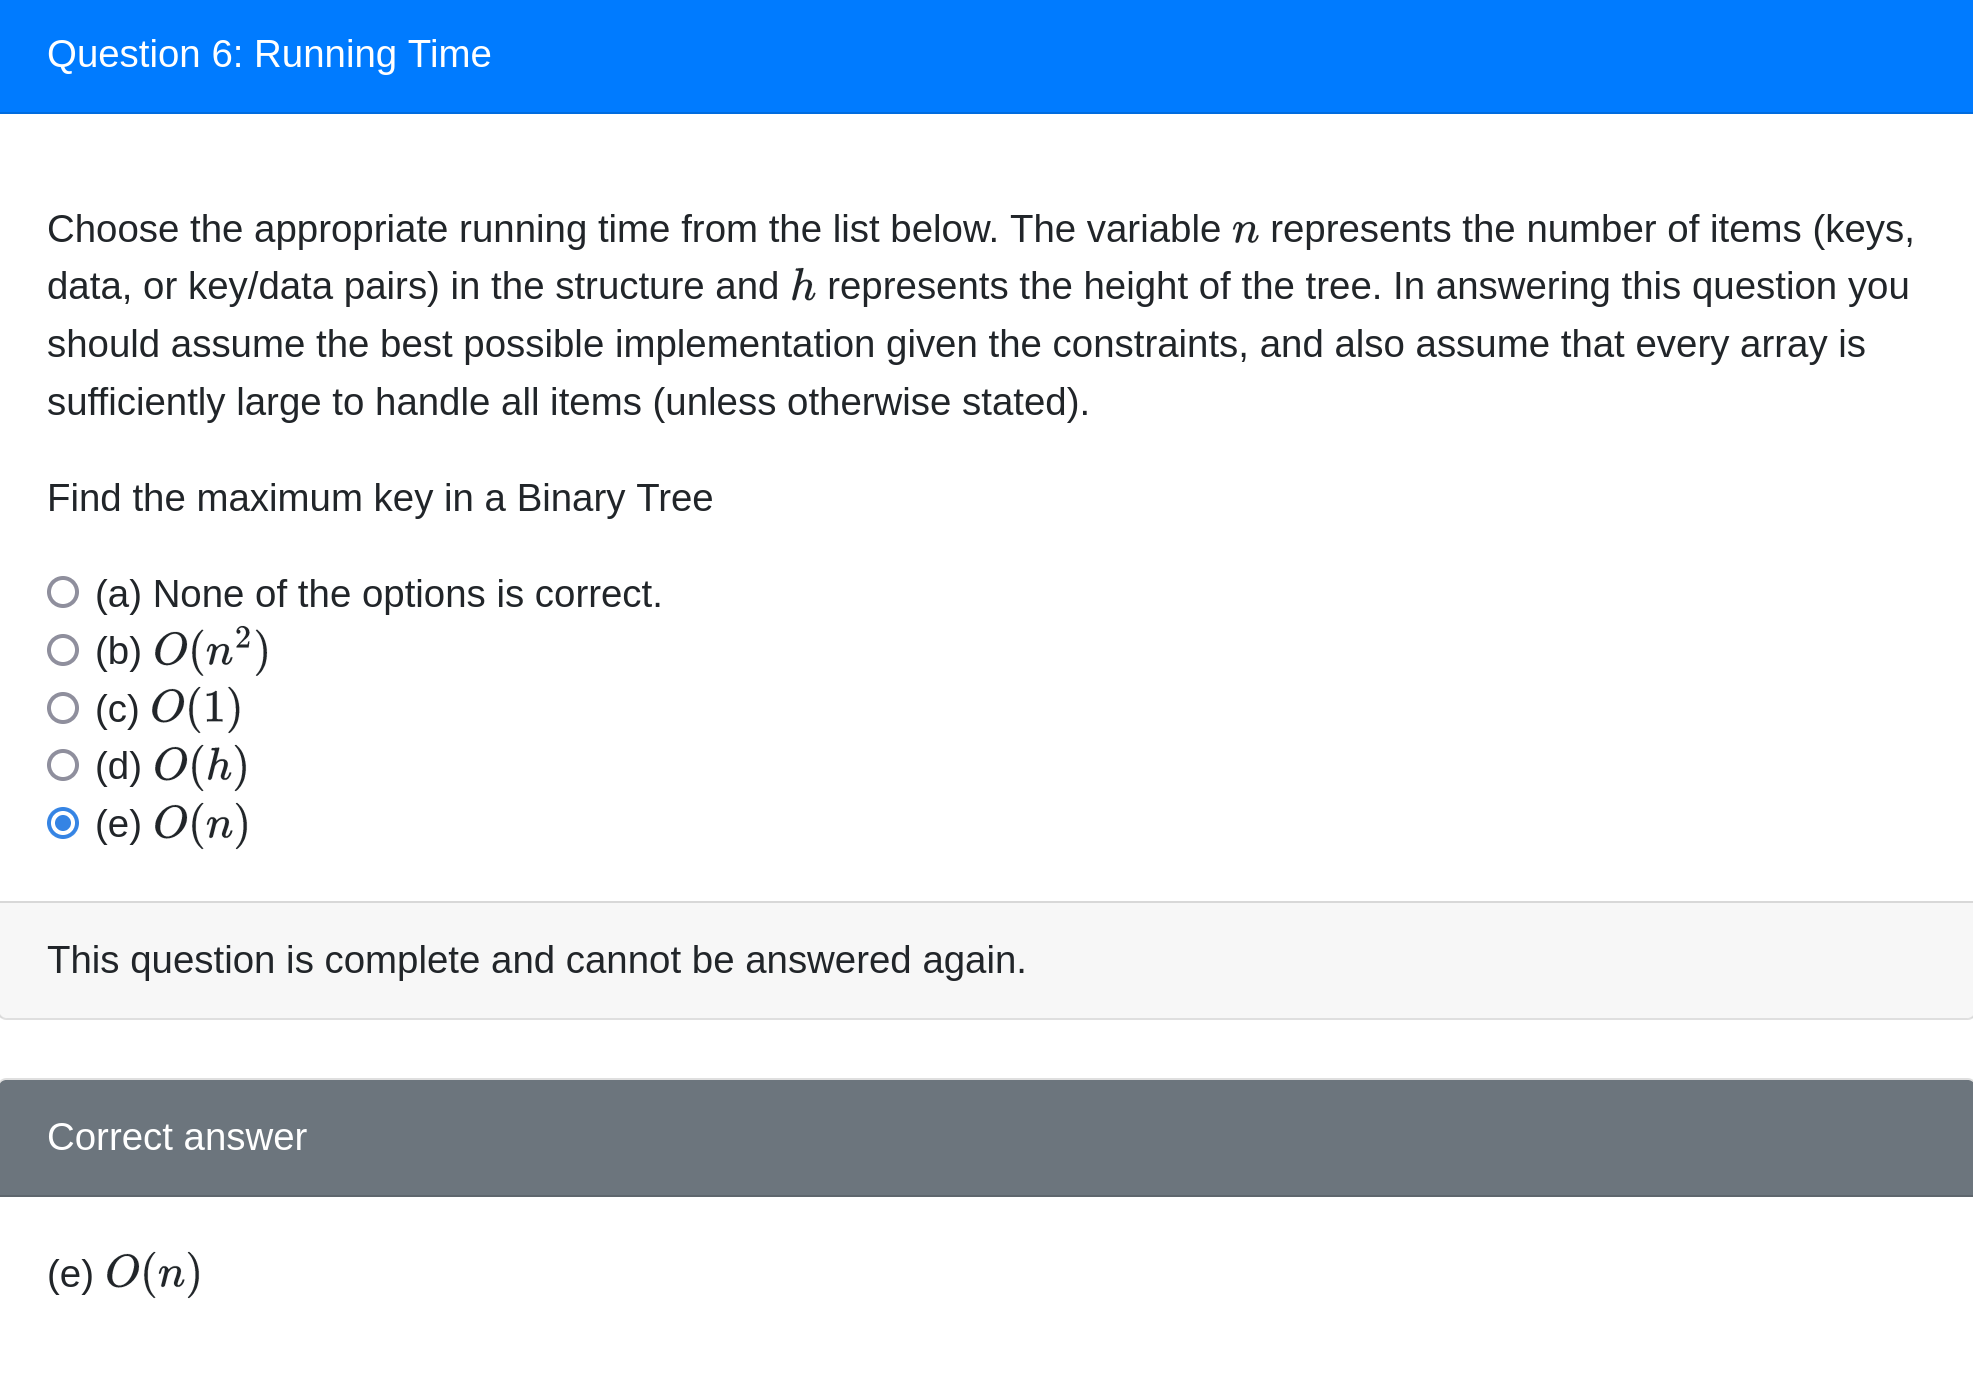 Question 6: Running Time
Choose the appropriate running time from the list below. The variable n represents the number of items (keys,
data, or key/data pairs) in the structure and h represents the height of the tree. In answering this question you
should assume the best possible implementation given the constraints, and also assume that every array is
sufficiently large to handle all items (unless otherwise stated).
Find the maximum key in a Binary Tree
(a) None of the options is correct.
(b) O(n²)
(c) O(1)
(d) O(h)
(e) O(n)
This question is complete and cannot be answered again.
Correct answer
(e) O(n)